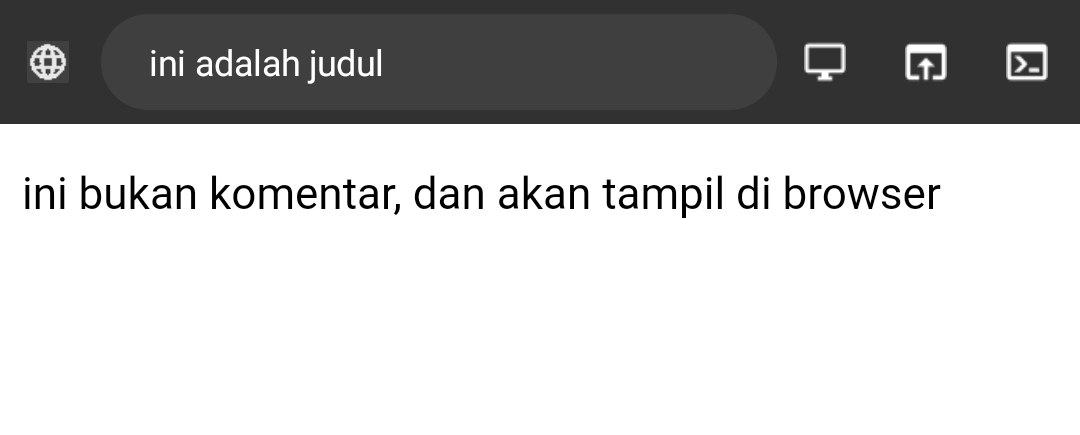 ini adalah judul
ini bukan komentar, dan akan tampil di browser